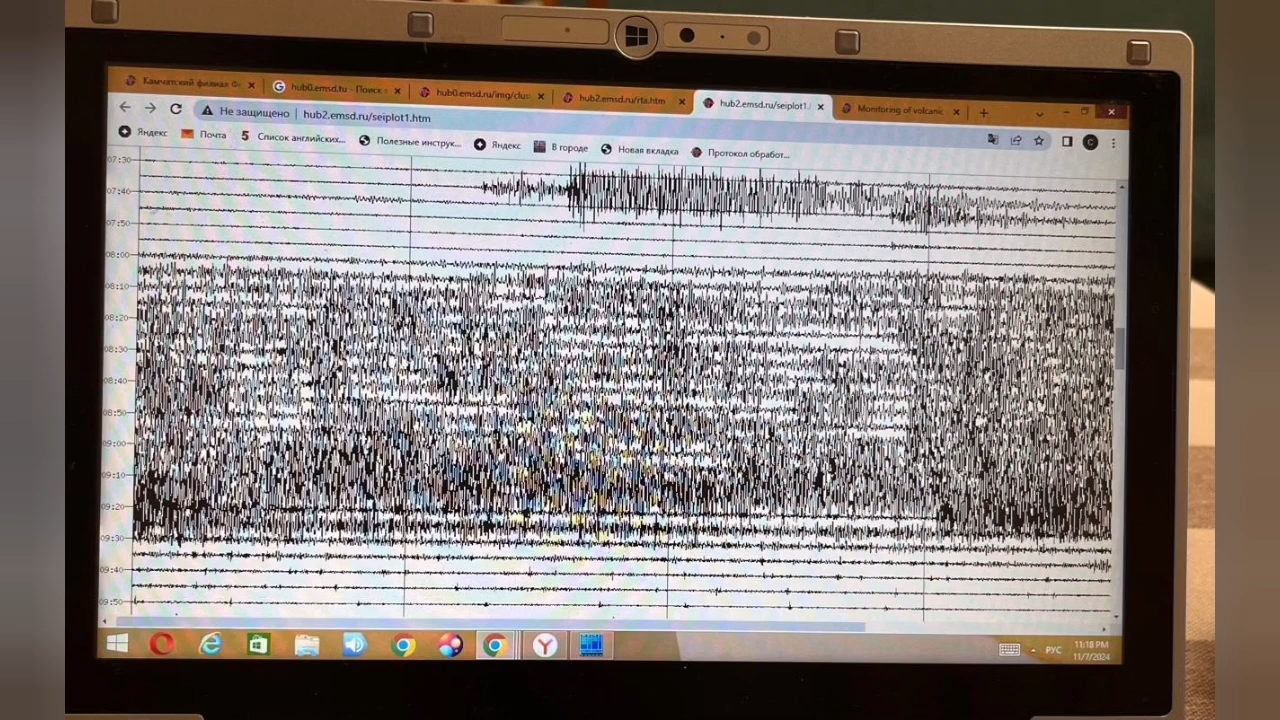 Камчатский филиал Ф
hub0.emsd.ru - Поиск
hub0.emsd.ru/img/clus
hub2.emsd.ru/rta.htm
hub2.emsd.ru/seiplot1.
Monitoring of volcanic
Не защищено | hub2.emsd.ru/seiplot1.htm
Яндекс
Почта
5 Список английских...
Полезные инструк...
Яндекс
В городе
Новая вкладка
Протокол обработ...
07:30
07:40
07:50
08:00
08:10
08:20
08:30
08:40
08:50
09:00
09:10
09:20
09:30
09:40
09:50
РУС
11:18 PM
11/7/2024